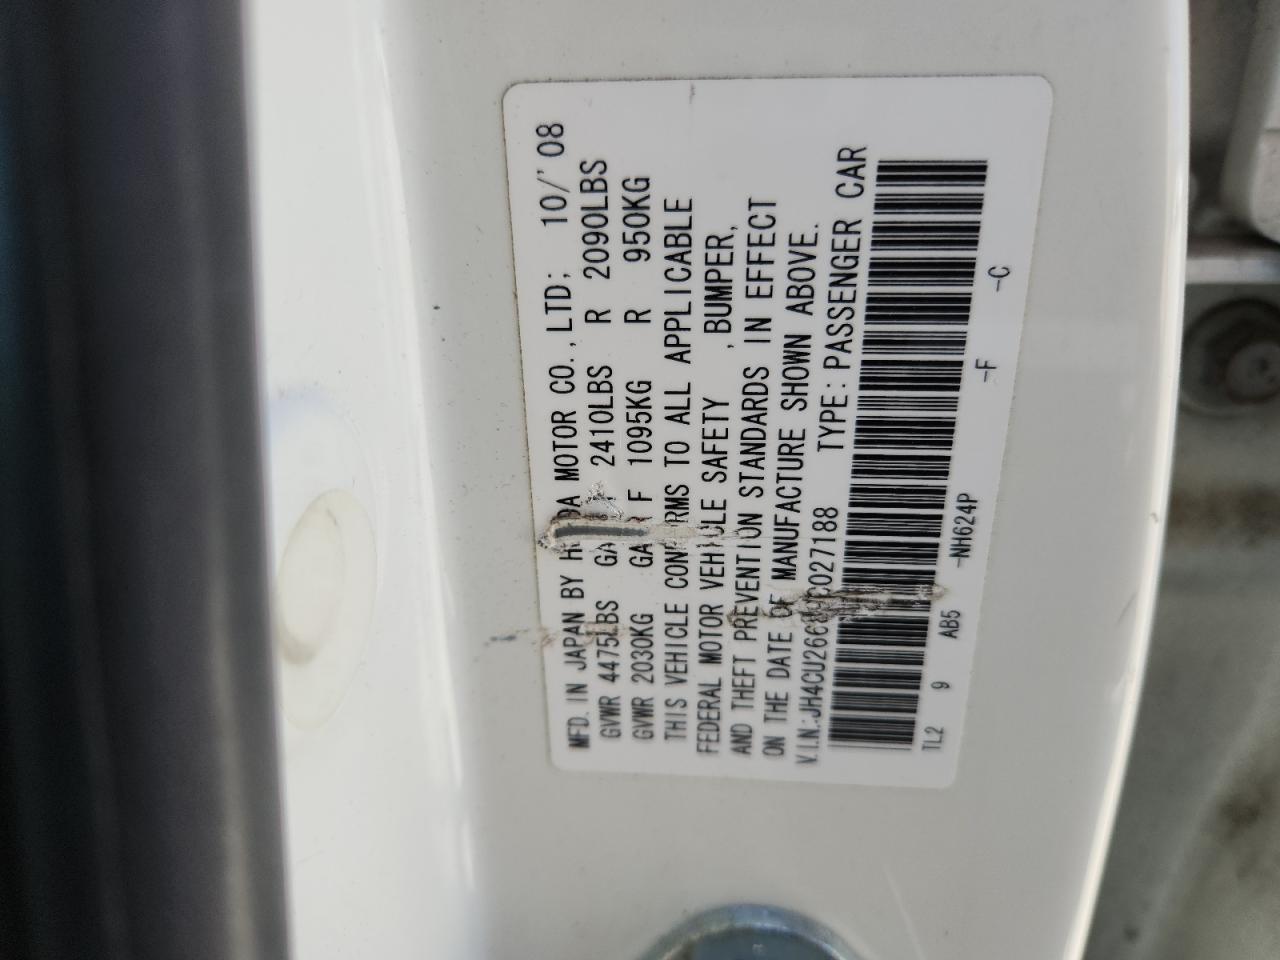 MFD. IN JAPAN BY HONDA MOTOR CO., LTD; 10/'08
GVWR 4475LBS F 2410LBS R 2090LBS
GVWR 2030KG F 1095KG R 950KG
THIS VEHICLE CONFORMS TO ALL APPLICABLE
FEDERAL MOTOR VEHICLE SAFETY , BUMPER,
AND THEFT PREVENTION STANDARDS IN EFFECT
ON THE DATE OF MANUFACTURE SHOWN ABOVE.
V.I.N.: TYPE: PASSENGER CAR
TL2 9 AB5 -NH624P -F -C